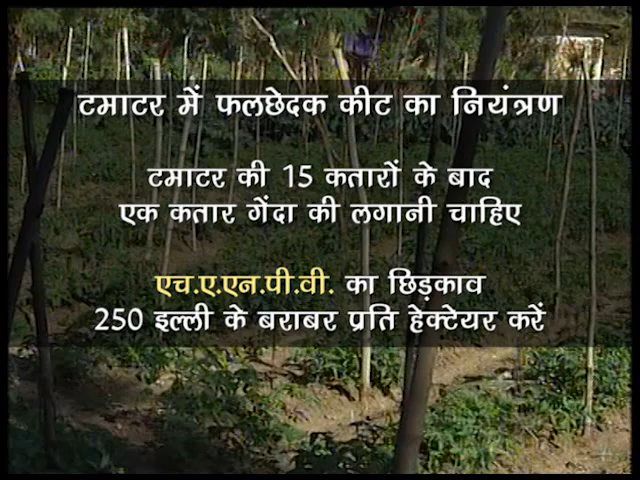 टमाटर में फलछेदक कीट का नियंत्रण
टमाटर की 15 कतारों के बाद
एक कतार गेंदा की लगानी चाहिए
एच.ए.एन.पी.वी. का छिड़काव
250 इल्ली के बराबर प्रति हेक्टेयर करें